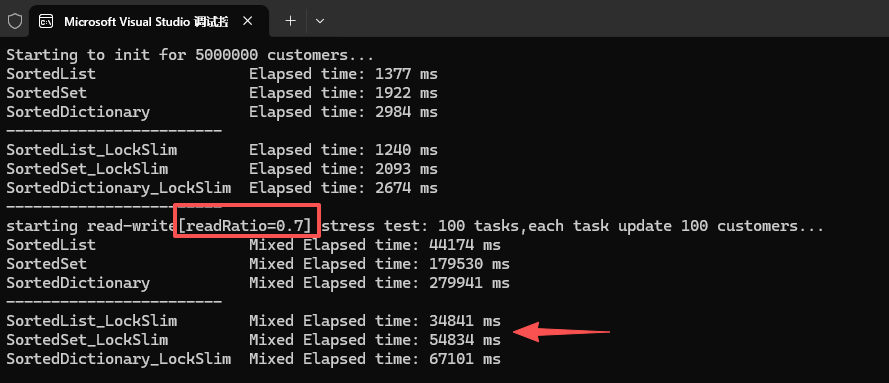 Microsoft Visual Studio 调试控
Starting to init for 5000000 customers...
SortedList Elapsed time: 1377 ms
SortedSet Elapsed time: 1922 ms
SortedDictionary Elapsed time: 2984 ms
------------------------
SortedList_LockSlim Elapsed time: 1240 ms
SortedSet_LockSlim Elapsed time: 2093 ms
SortedDictionary_LockSlim Elapsed time: 2674 ms
------------------------
starting read-write[readRatio=0.7] stress test: 100 tasks,each task update 100 customers...
SortedList Mixed Elapsed time: 44174 ms
SortedSet Mixed Elapsed time: 179530 ms
SortedDictionary Mixed Elapsed time: 279941 ms
------------------------
SortedList_LockSlim Mixed Elapsed time: 34841 ms
SortedSet_LockSlim Mixed Elapsed time: 54834 ms
SortedDictionary_LockSlim Mixed Elapsed time: 67101 ms